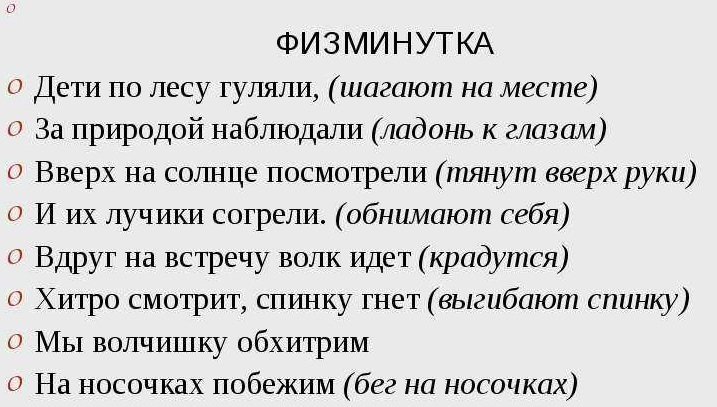 ФИЗМИНУТКА
Дети по лесу гуляли, (шагают на месте)
За природой наблюдали (ладонь к глазам)
Вверх на солнце посмотрели (тянут вверх руки)
И их лучики согрели. (обнимают себя)
Вдруг на встречу волк идет (крадутся)
Хитро смотрит, спинку гнет (выгибают спинку)
Мы волчишку обхитрим
На носочках побежим (бег на носочках)